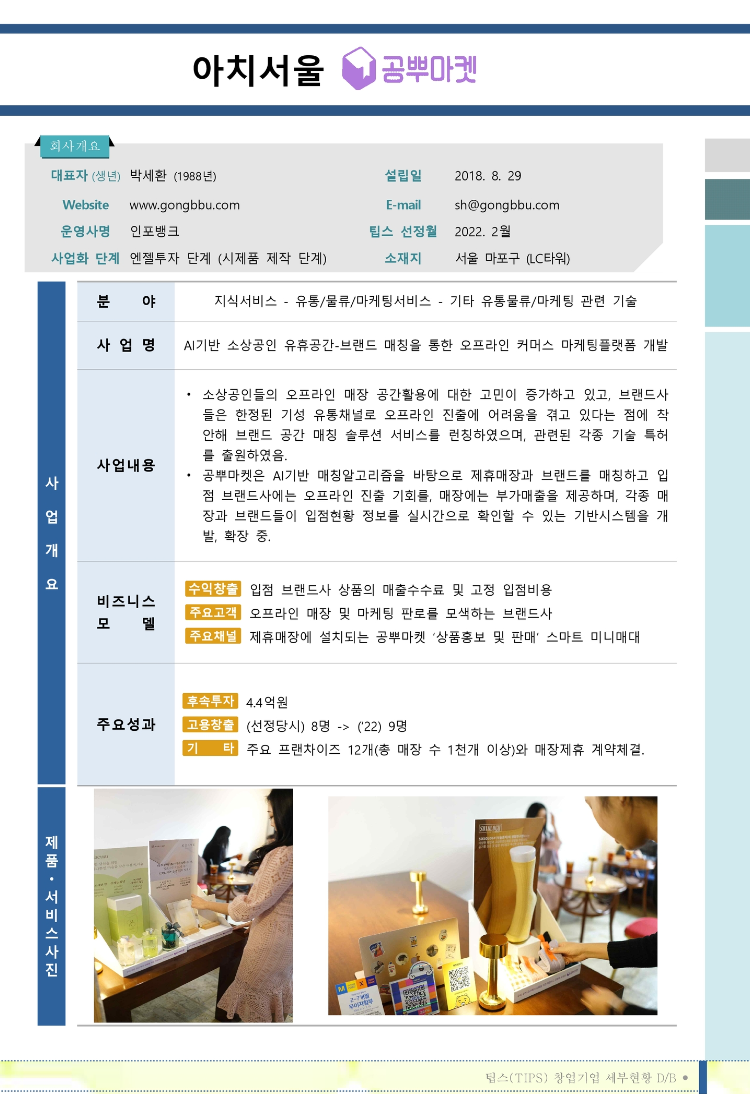 아치서울 공뿌마켓
회사개요
대표자 (생년) 박세환 (1988년) 설립일 2018. 8. 29
Website www.gongbbu.com E-mail sh@gongbbu.com
운영사명 인포뱅크 팁스 선정월 2022. 2월
사업화 단계 엔젤투자 단계 (시제품 제작 단계) 소재지 서울 마포구 (LC타워)
사업개요
분 야 지식서비스 - 유통/물류/마케팅서비스 - 기타 유통물류/마케팅 관련 기술
사 업 명 AI기반 소상공인 유휴공간-브랜드 매칭을 통한 오프라인 커머스 마케팅플랫폼 개발
사업내용
• 소상공인들의 오프라인 매장 공간활용에 대한 고민이 증가하고 있고, 브랜드사
들은 한정된 기성 유통채널로 오프라인 진출에 어려움을 겪고 있다는 점에 착
안해 브랜드 공간 매칭 솔루션 서비스를 런칭하였으며, 관련된 각종 기술 특허
를 출원하였음.
• 공뿌마켓은 AI기반 매칭알고리즘을 바탕으로 제휴매장과 브랜드를 매칭하고 입
점 브랜드사에는 오프라인 진출 기회를, 매장에는 부가매출을 제공하며, 각종 매
장과 브랜드들이 입점현황 정보를 실시간으로 확인할 수 있는 기반시스템을 개
발, 확장 중.
비즈니스
모 델
수익창출 입점 브랜드사 상품의 매출수수료 및 고정 입점비용
주요고객 오프라인 매장 및 마케팅 판로를 모색하는 브랜드사
주요채널 제휴매장에 설치되는 공뿌마켓 '상품홍보 및 판매' 스마트 미니매대
주요성과
후속투자 4.4억원
고용창출 (선정당시) 8명 -> ('22) 9명
기 타 주요 프랜차이즈 12개(총 매장 수 1천개 이상)와 매장제휴 계약체결.
제품・서비스사진
팁스(TIPS) 창업기업 세부현황 D/B